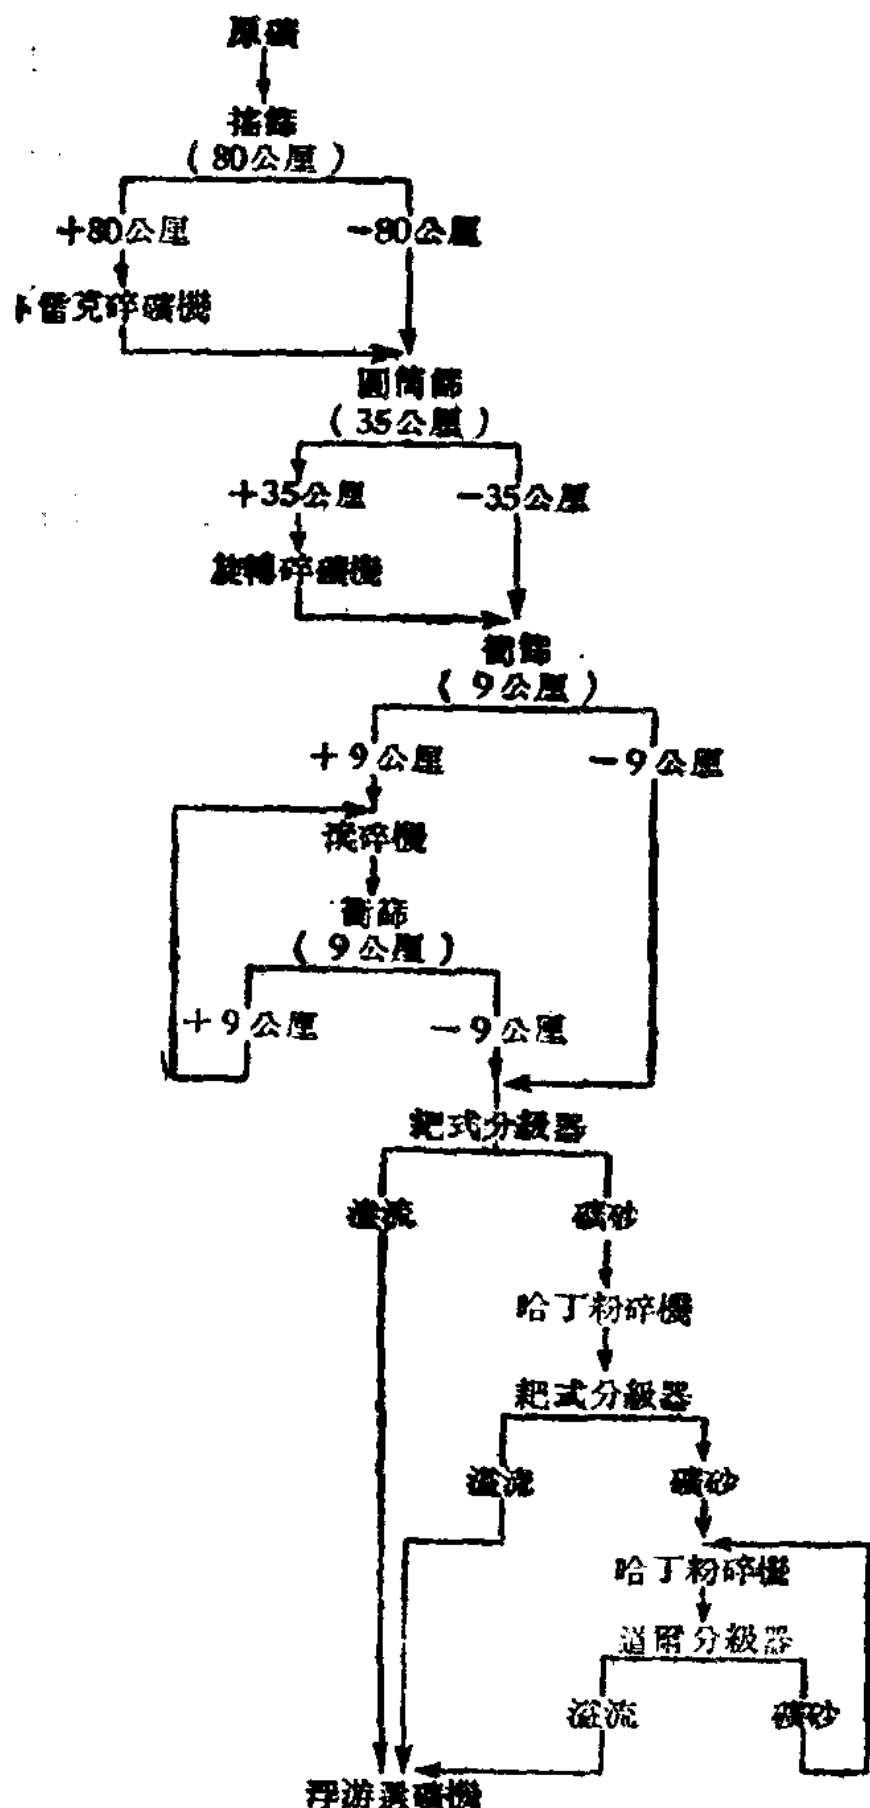 原礦
搖篩
(80公厘)
+80公厘 -80公厘
卜雷克碎礦機
圓筒篩
(35公厘)
+35公厘 -35公厘
旋轉碎礦機
衝篩
(9公厘)
+9公厘 -9公厘
滾碎機
衝篩
(9公厘)
+9公厘 -9公厘
耙式分級器
溢流 礦砂
哈丁粉碎機
耙式分級器
溢流 礦砂
哈丁粉碎機
道爾分級器
溢流 礦砂
浮游選礦機